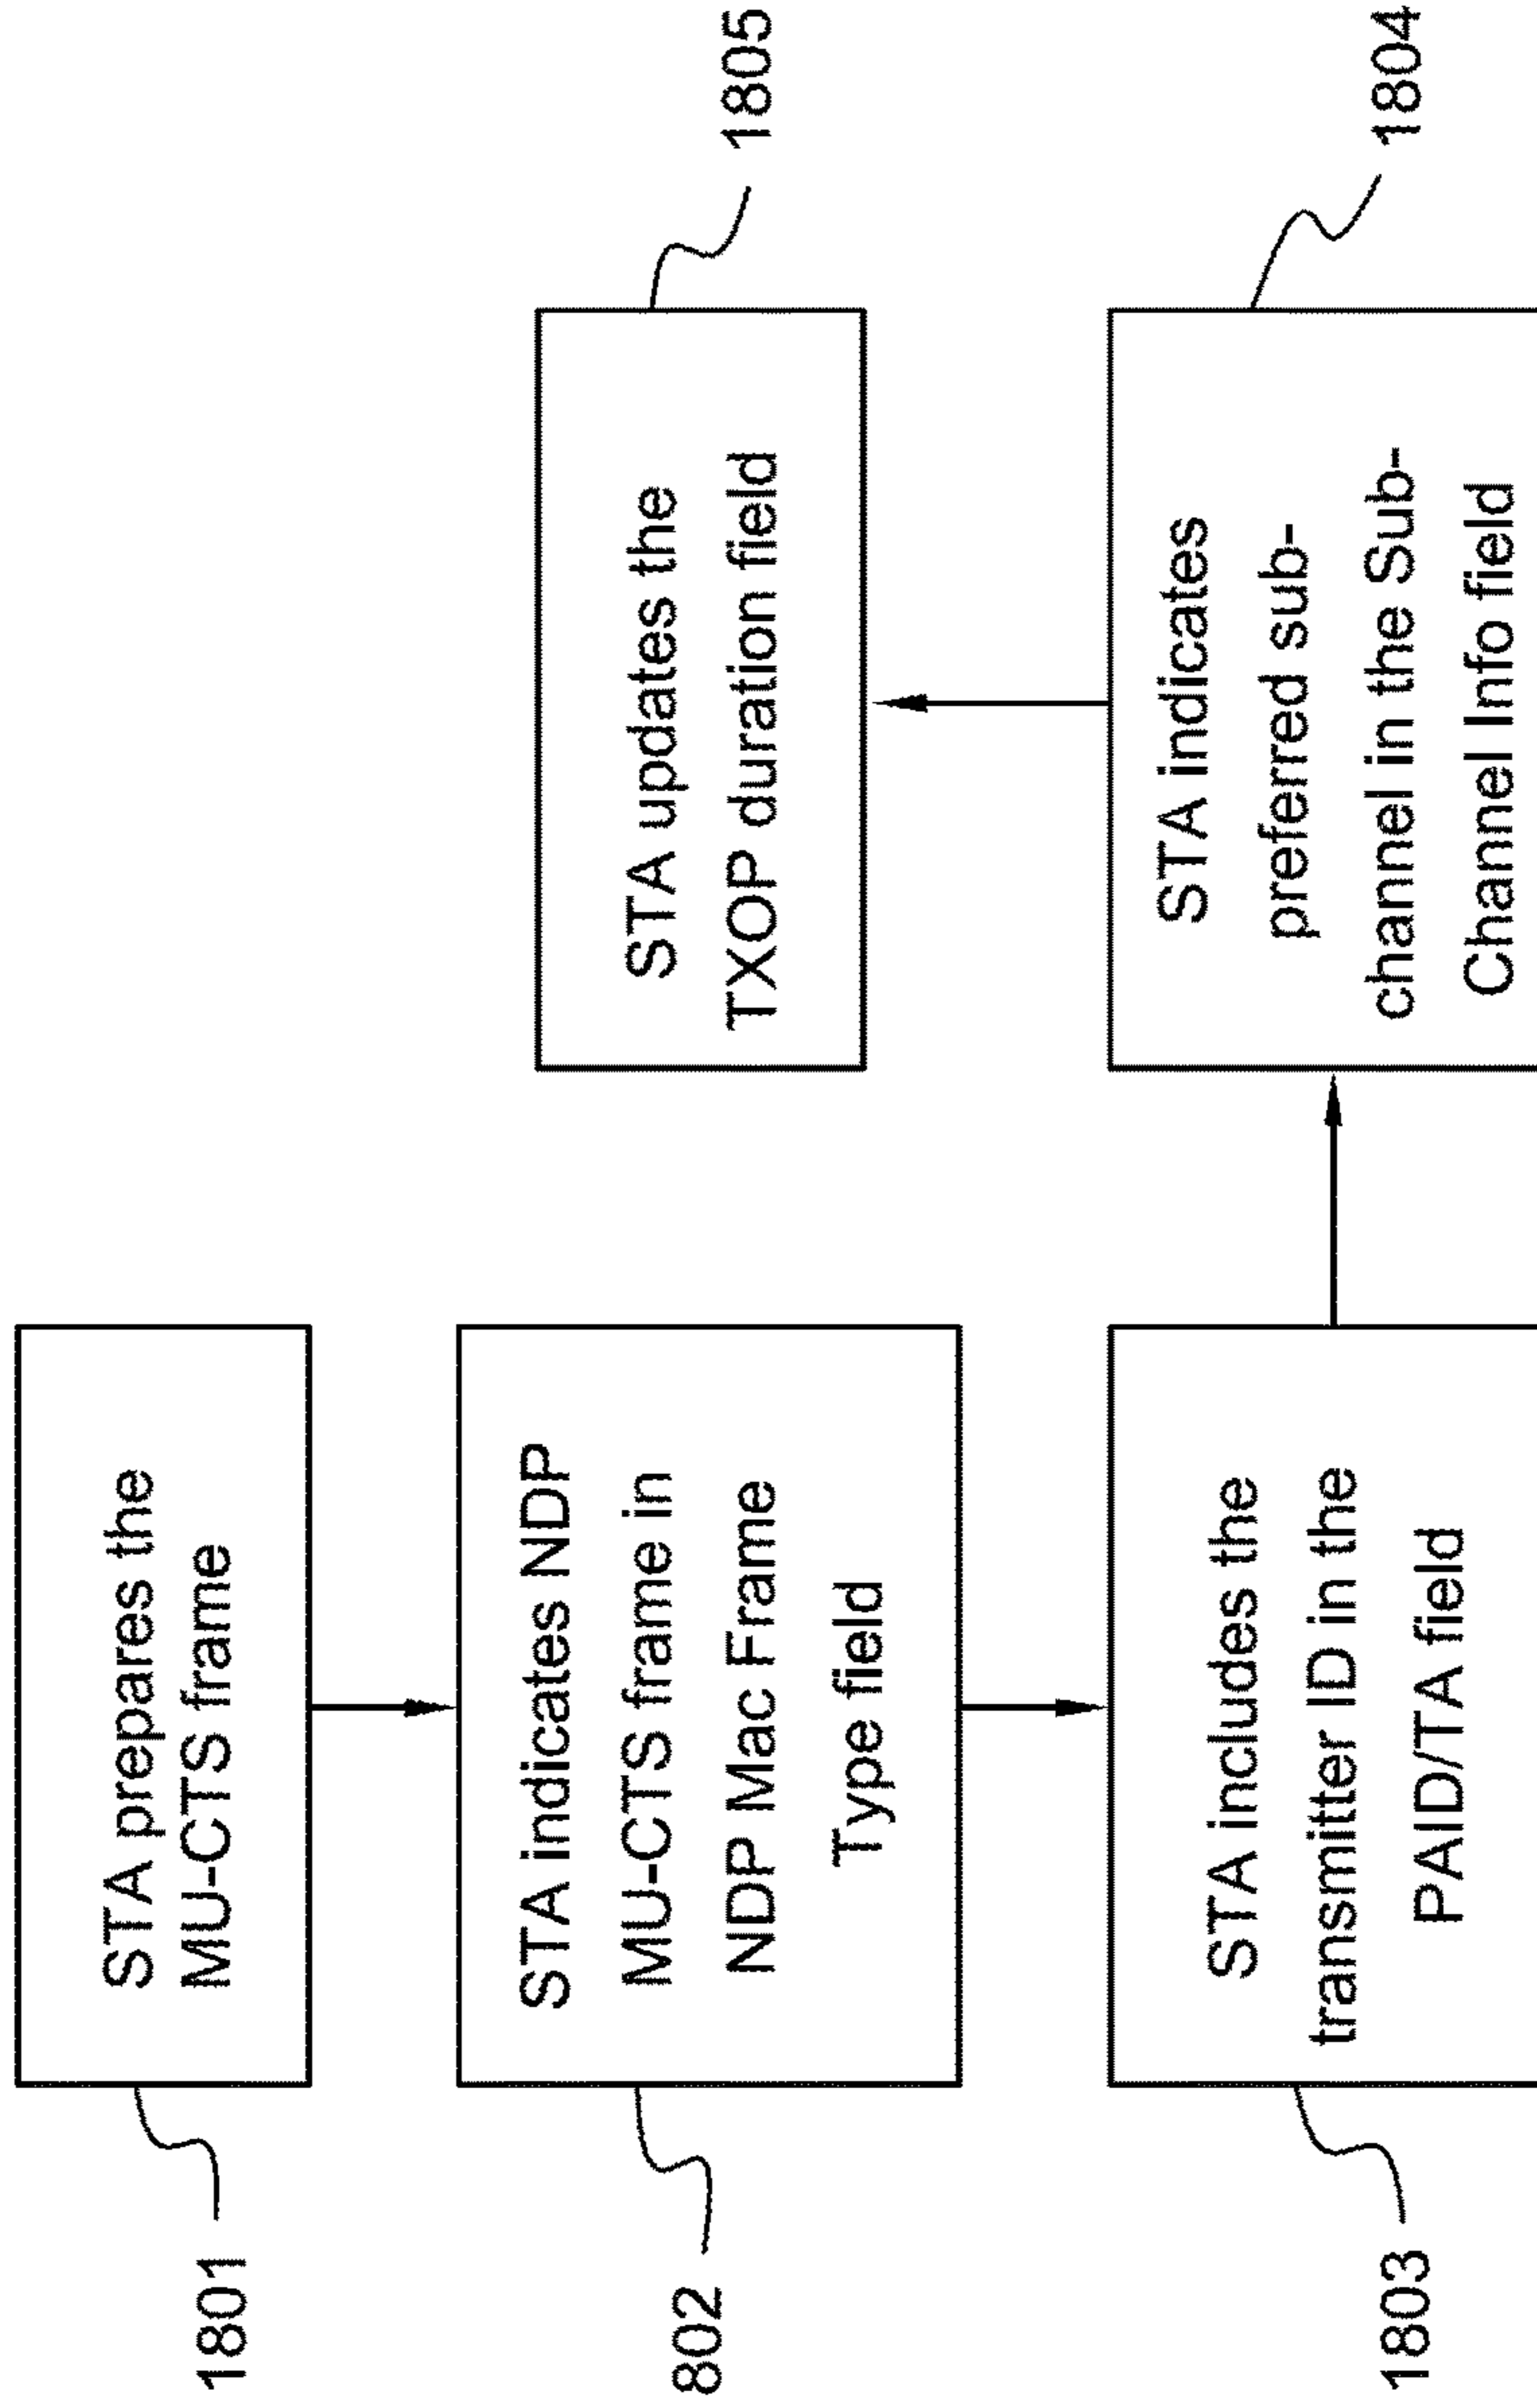 1801
STA prepares the
MU-CTS frame
802
STA indicates NDP
MU-CTS frame in
NDP Mac Frame
Type field
1803
STA includes the
transmitter ID in the
PAID/TA field
STA indicates
preferred sub-
channel in the Sub-
Channel Info field
1804
STA updates the
TXOP duration field
1805